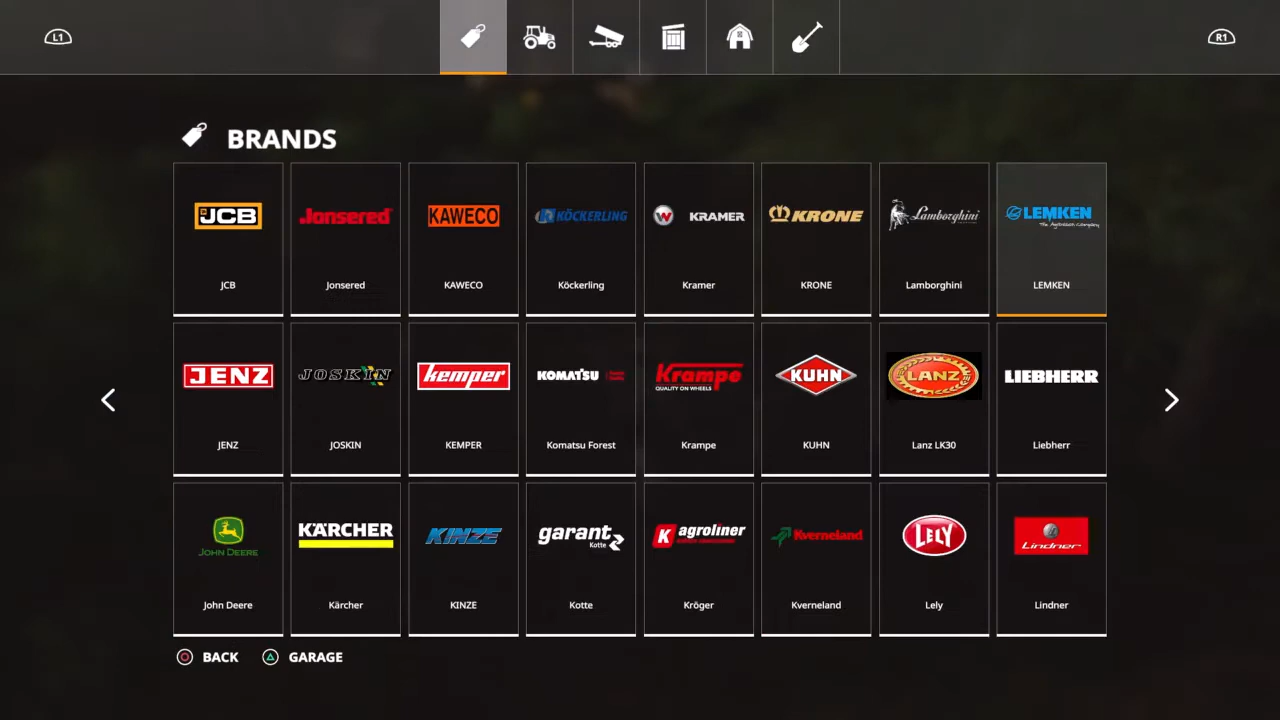 L1
R1
BRANDS
JCB
Jonsered
KAWECO
KÖCKERLING
KRAMER
KRONE
Lamborghini
LEMKEN
The Agrovision Company
JCB
Jonsered
KAWECO
Köckerling
Kramer
KRONE
Lamborghini
LEMKEN
JENZ
JOSKIN
kemper
KOMATSU
Krampe
QUALITY ON WHEELS
KUHN
LANZ
LIEBHERR
JENZ
JOSKIN
KEMPER
Komatsu Forest
Krampe
KUHN
Lanz LK30
Liebherr
JOHN DEERE
KÄRCHER
KINZE
garant
Kotte
K agroliner
Kverneland
LELY
Lindner
John Deere
Kärcher
KINZE
Kotte
Kröger
Kverneland
Lely
Lindner
BACK
GARAGE